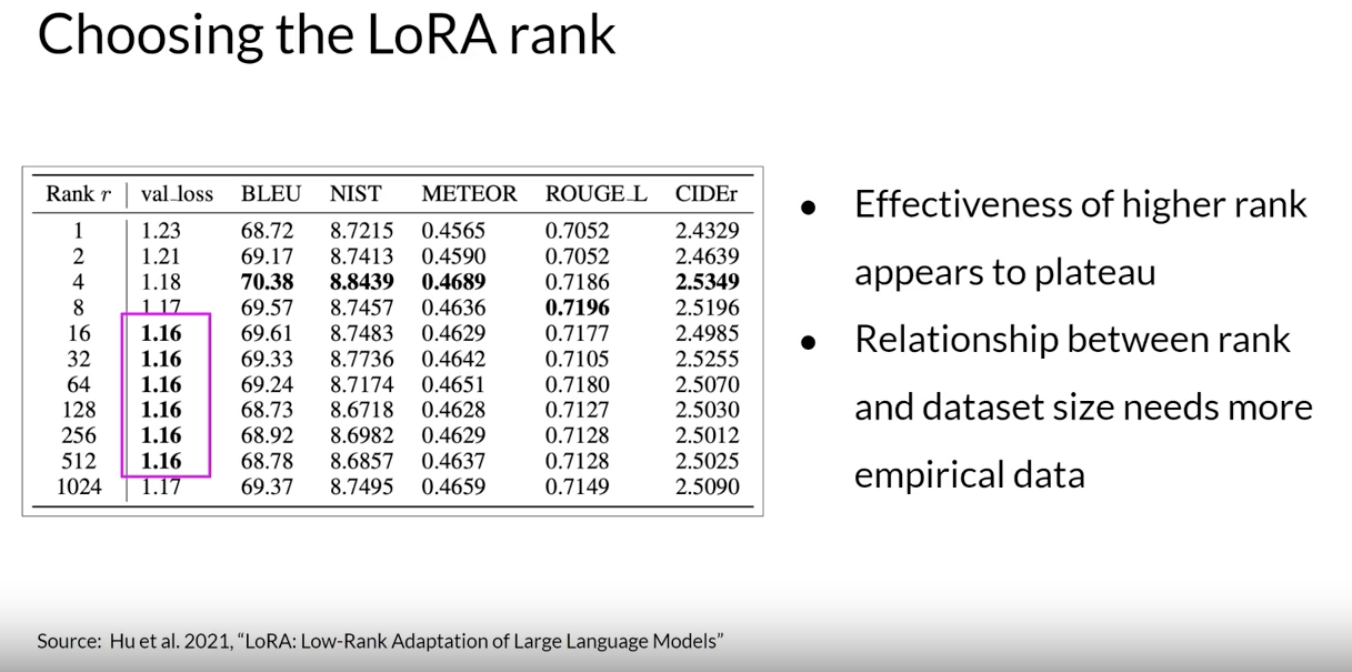 Choosing the LoRA rank
Rank r val_loss BLEU NIST METEOR ROUGE_L CIDEr
1 1.23 68.72 8.7215 0.4565 0.7052 2.4329
2 1.21 69.17 8.7413 0.4590 0.7052 2.4639
4 1.18 70.38 8.8439 0.4689 0.7186 2.5349
8 1.17 69.57 8.7457 0.4636 0.7196 2.5196
16 1.16 69.61 8.7483 0.4629 0.7177 2.4985
32 1.16 69.33 8.7736 0.4642 0.7105 2.5255
64 1.16 69.24 8.7174 0.4651 0.7180 2.5070
128 1.16 68.73 8.6718 0.4628 0.7127 2.5030
256 1.16 68.92 8.6982 0.4629 0.7128 2.5012
512 1.16 68.78 8.6857 0.4637 0.7128 2.5025
1024 1.17 69.37 8.7495 0.4659 0.7149 2.5090
● Effectiveness of higher rank
appears to plateau
● Relationship between rank
and dataset size needs more
empirical data
Source: Hu et al. 2021, “LoRA: Low-Rank Adaptation of Large Language Models”